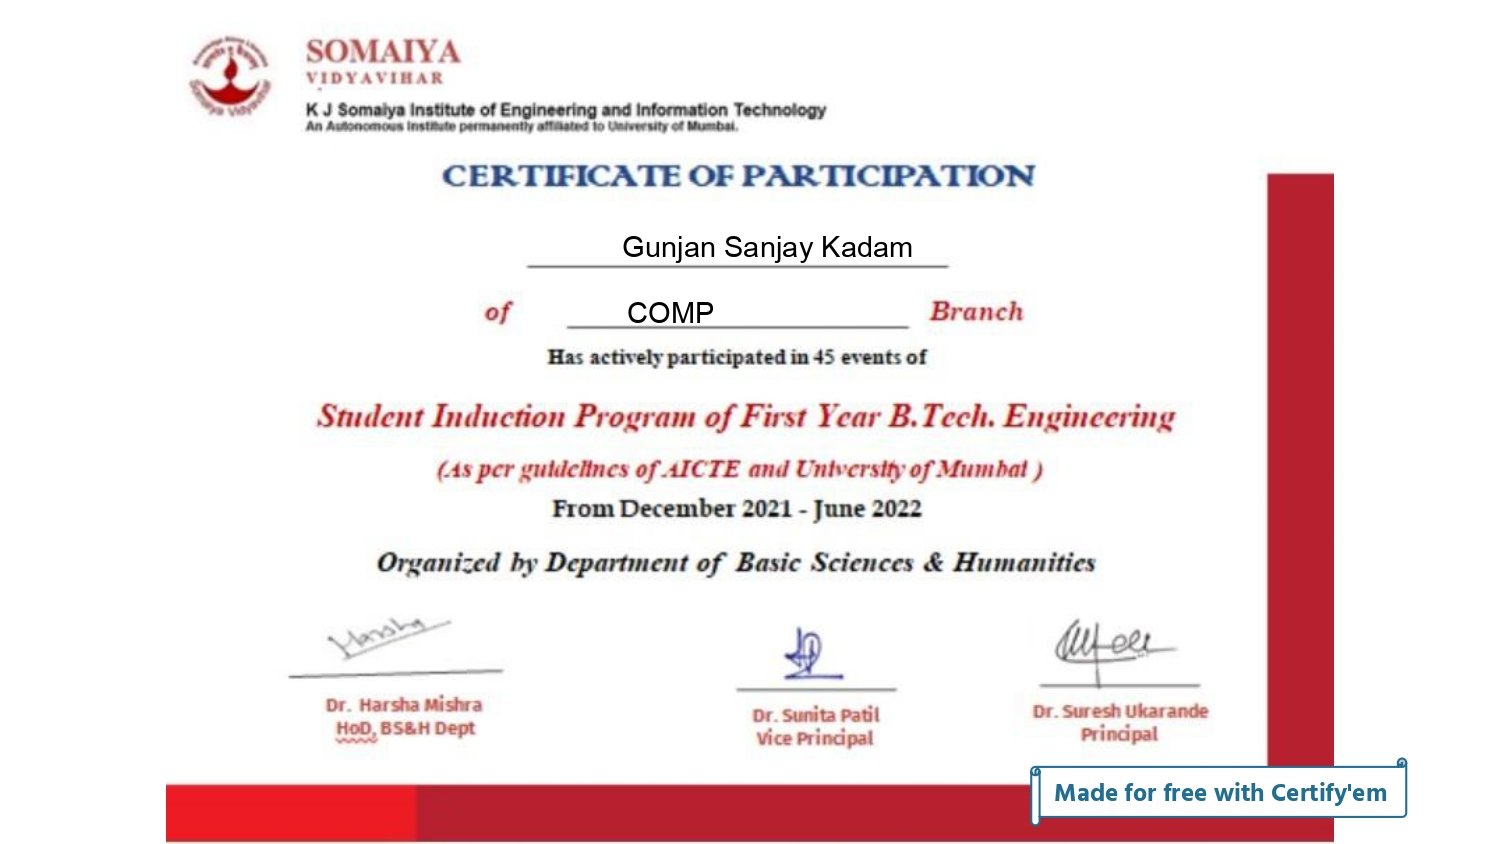 SOMAIYA
VIDYAVIHAR
K J Somaiya Institute of Engineering and Information Technology
An Autonomous Institute permanently affiliated to University of Mumbai.
Somaiya Vidyavihar
CERTIFICATE OF PARTICIPATION
Gunjan Sanjay Kadam
of COMP Branch
Has actively participated in 45 events of
Student Induction Program of First Year B.Tech. Engineering
(As per guidelines of AICTE and University of Mumbai )
From December 2021 - June 2022
Organized by Department of Basic Sciences & Humanities
Harsha
Dr. Harsha Mishra
HoD, BS&H Dept
Dr. Sunita Patil
Vice Principal
Dr. Suresh Ukarande
Principal
Made for free with Certify'em